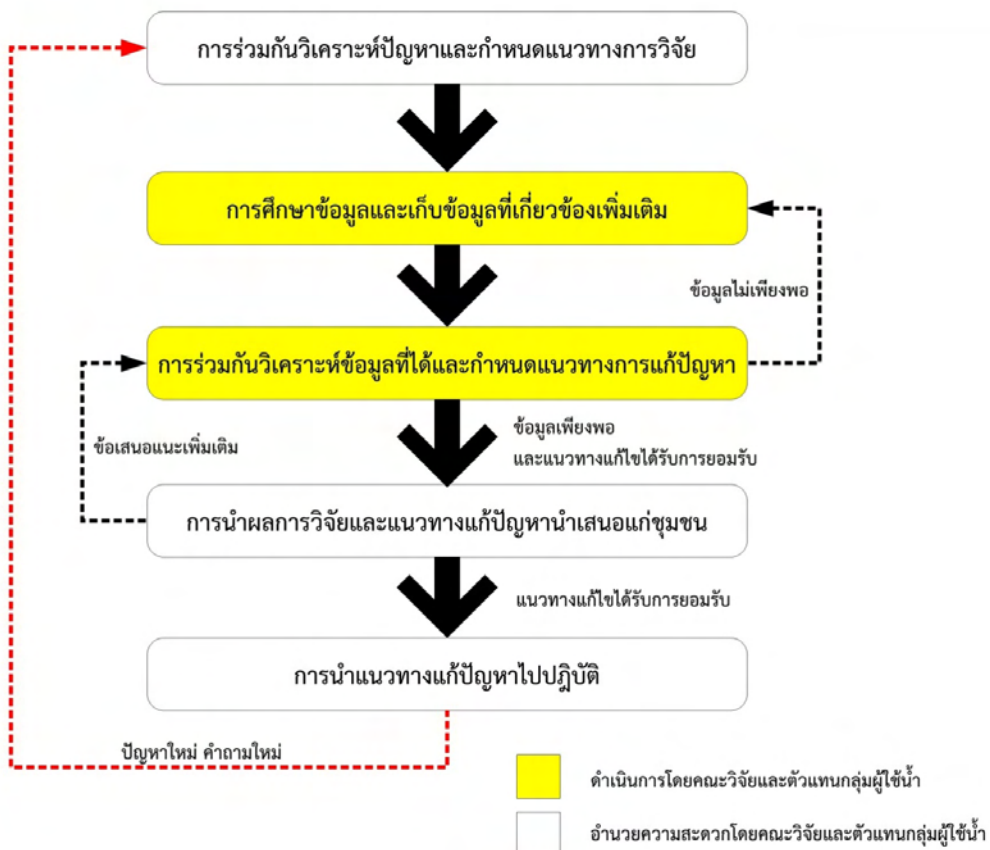 การร่วมกันวิเคราะห์ปัญหาและกำหนดแนวทางการวิจัย
การศึกษาข้อมูลและเก็บข้อมูลที่เกี่ยวข้องเพิ่มเติม
ข้อมูลไม่เพียงพอ
การร่วมกันวิเคราะห์ข้อมูลที่ได้และกำหนดแนวทางการแก้ปัญหา
ข้อเสนอแนะเพิ่มเติม
ข้อมูลเพียงพอ
และแนวทางแก้ไขได้รับการยอมรับ
การนำผลการวิจัยและแนวทางแก้ปัญหานำเสนอแก่ชุมชน
แนวทางแก้ไขได้รับการยอมรับ
การนำแนวทางแก้ปัญหาไปปฎิบัติ
ปัญหาใหม่ คำถามใหม่
ดำเนินการโดยคณะวิจัยและตัวแทนกลุ่มผู้ใช้น้ำ
อำนวยความสะดวกโดยคณะวิจัยและตัวแทนกลุ่มผู้ใช้น้ำ